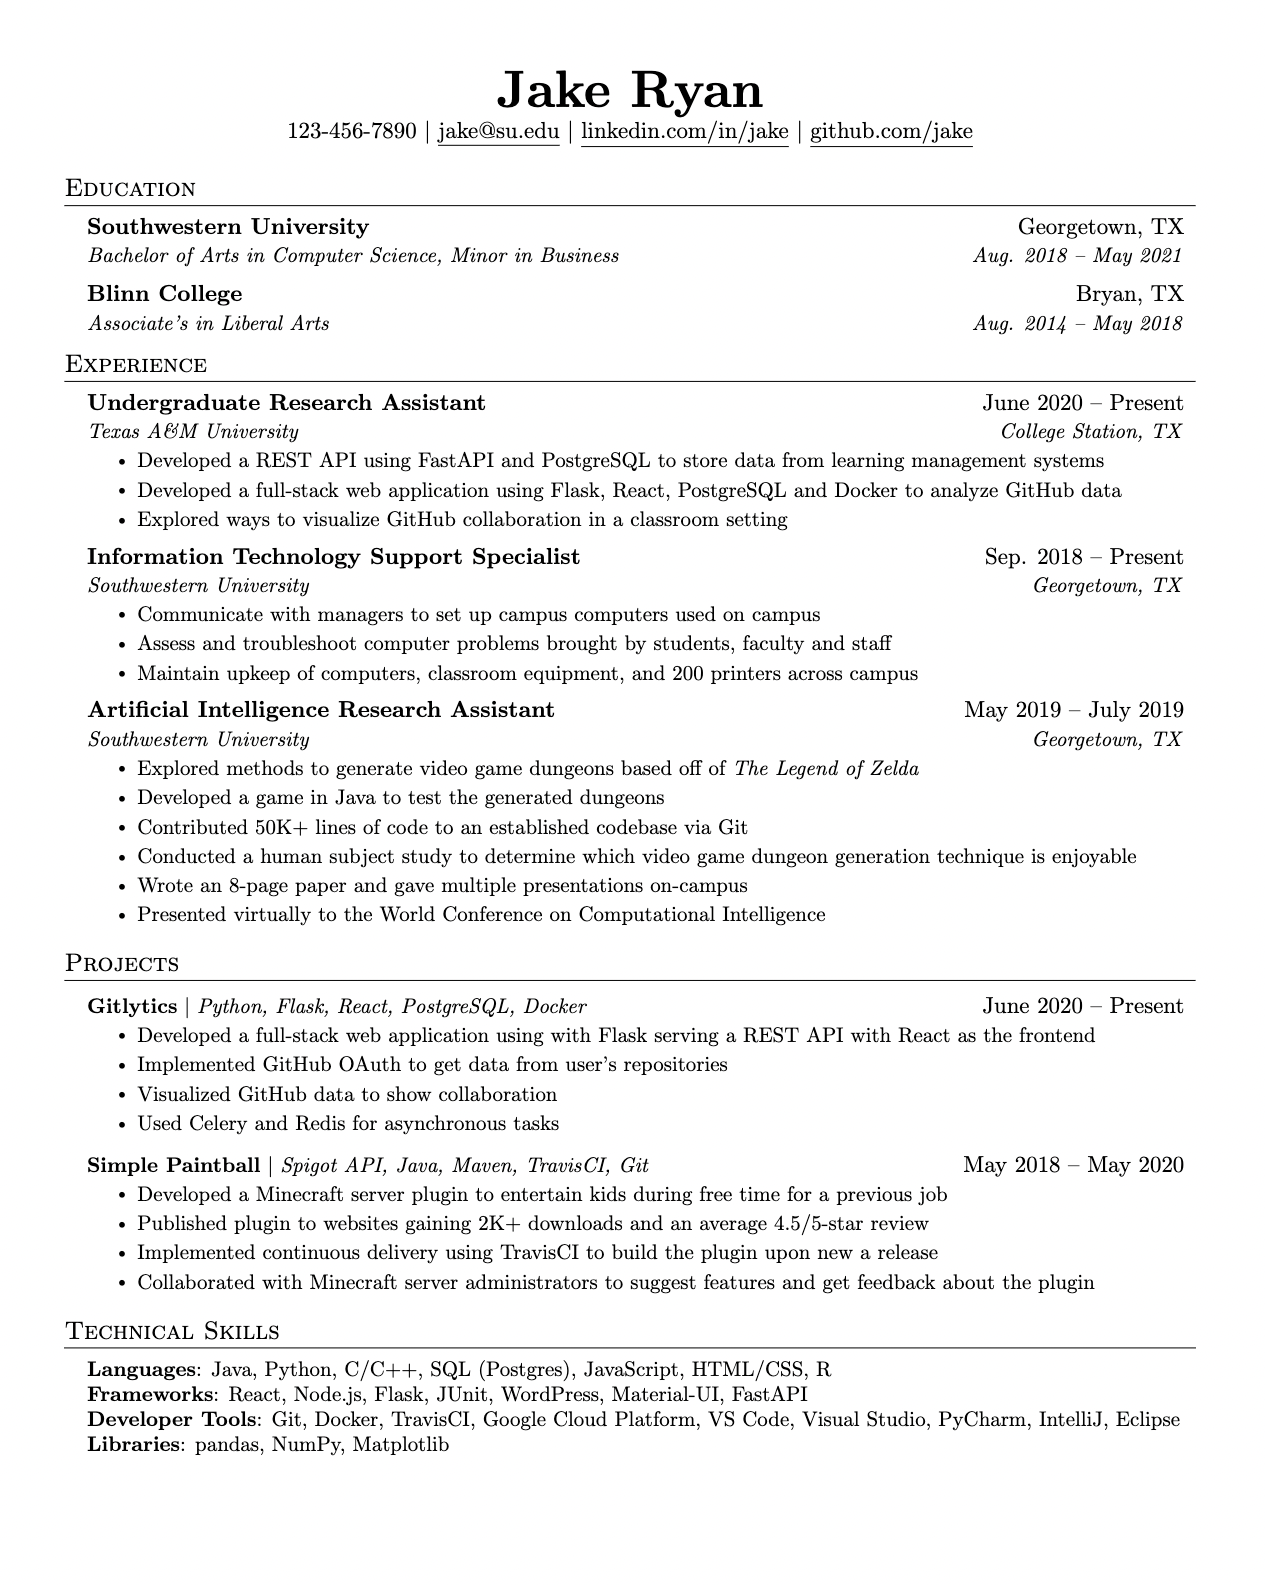 Jake Ryan
123-456-7890 | jake@su.edu | linkedin.com/in/jake | github.com/jake
Education
Southwestern University Georgetown, TX
Bachelor of Arts in Computer Science, Minor in Business Aug. 2018 – May 2021
Blinn College Bryan, TX
Associate's in Liberal Arts Aug. 2014 – May 2018
Experience
Undergraduate Research Assistant June 2020 – Present
Texas A&M University College Station, TX
• Developed a REST API using FastAPI and PostgreSQL to store data from learning management systems
• Developed a full-stack web application using Flask, React, PostgreSQL and Docker to analyze GitHub data
• Explored ways to visualize GitHub collaboration in a classroom setting
Information Technology Support Specialist Sep. 2018 – Present
Southwestern University Georgetown, TX
• Communicate with managers to set up campus computers used on campus
• Assess and troubleshoot computer problems brought by students, faculty and staff
• Maintain upkeep of computers, classroom equipment, and 200 printers across campus
Artificial Intelligence Research Assistant May 2019 – July 2019
Southwestern University Georgetown, TX
• Explored methods to generate video game dungeons based off of The Legend of Zelda
• Developed a game in Java to test the generated dungeons
• Contributed 50K+ lines of code to an established codebase via Git
• Conducted a human subject study to determine which video game dungeon generation technique is enjoyable
• Wrote an 8-page paper and gave multiple presentations on-campus
• Presented virtually to the World Conference on Computational Intelligence
Projects
Gitlytics | Python, Flask, React, PostgreSQL, Docker June 2020 – Present
• Developed a full-stack web application using with Flask serving a REST API with React as the frontend
• Implemented GitHub OAuth to get data from user's repositories
• Visualized GitHub data to show collaboration
• Used Celery and Redis for asynchronous tasks
Simple Paintball | Spigot API, Java, Maven, TravisCI, Git May 2018 – May 2020
• Developed a Minecraft server plugin to entertain kids during free time for a previous job
• Published plugin to websites gaining 2K+ downloads and an average 4.5/5-star review
• Implemented continuous delivery using TravisCI to build the plugin upon new a release
• Collaborated with Minecraft server administrators to suggest features and get feedback about the plugin
Technical Skills
Languages: Java, Python, C/C++, SQL (Postgres), JavaScript, HTML/CSS, R
Frameworks: React, Node.js, Flask, JUnit, WordPress, Material-UI, FastAPI
Developer Tools: Git, Docker, TravisCI, Google Cloud Platform, VS Code, Visual Studio, PyCharm, IntelliJ, Eclipse
Libraries: pandas, NumPy, Matplotlib